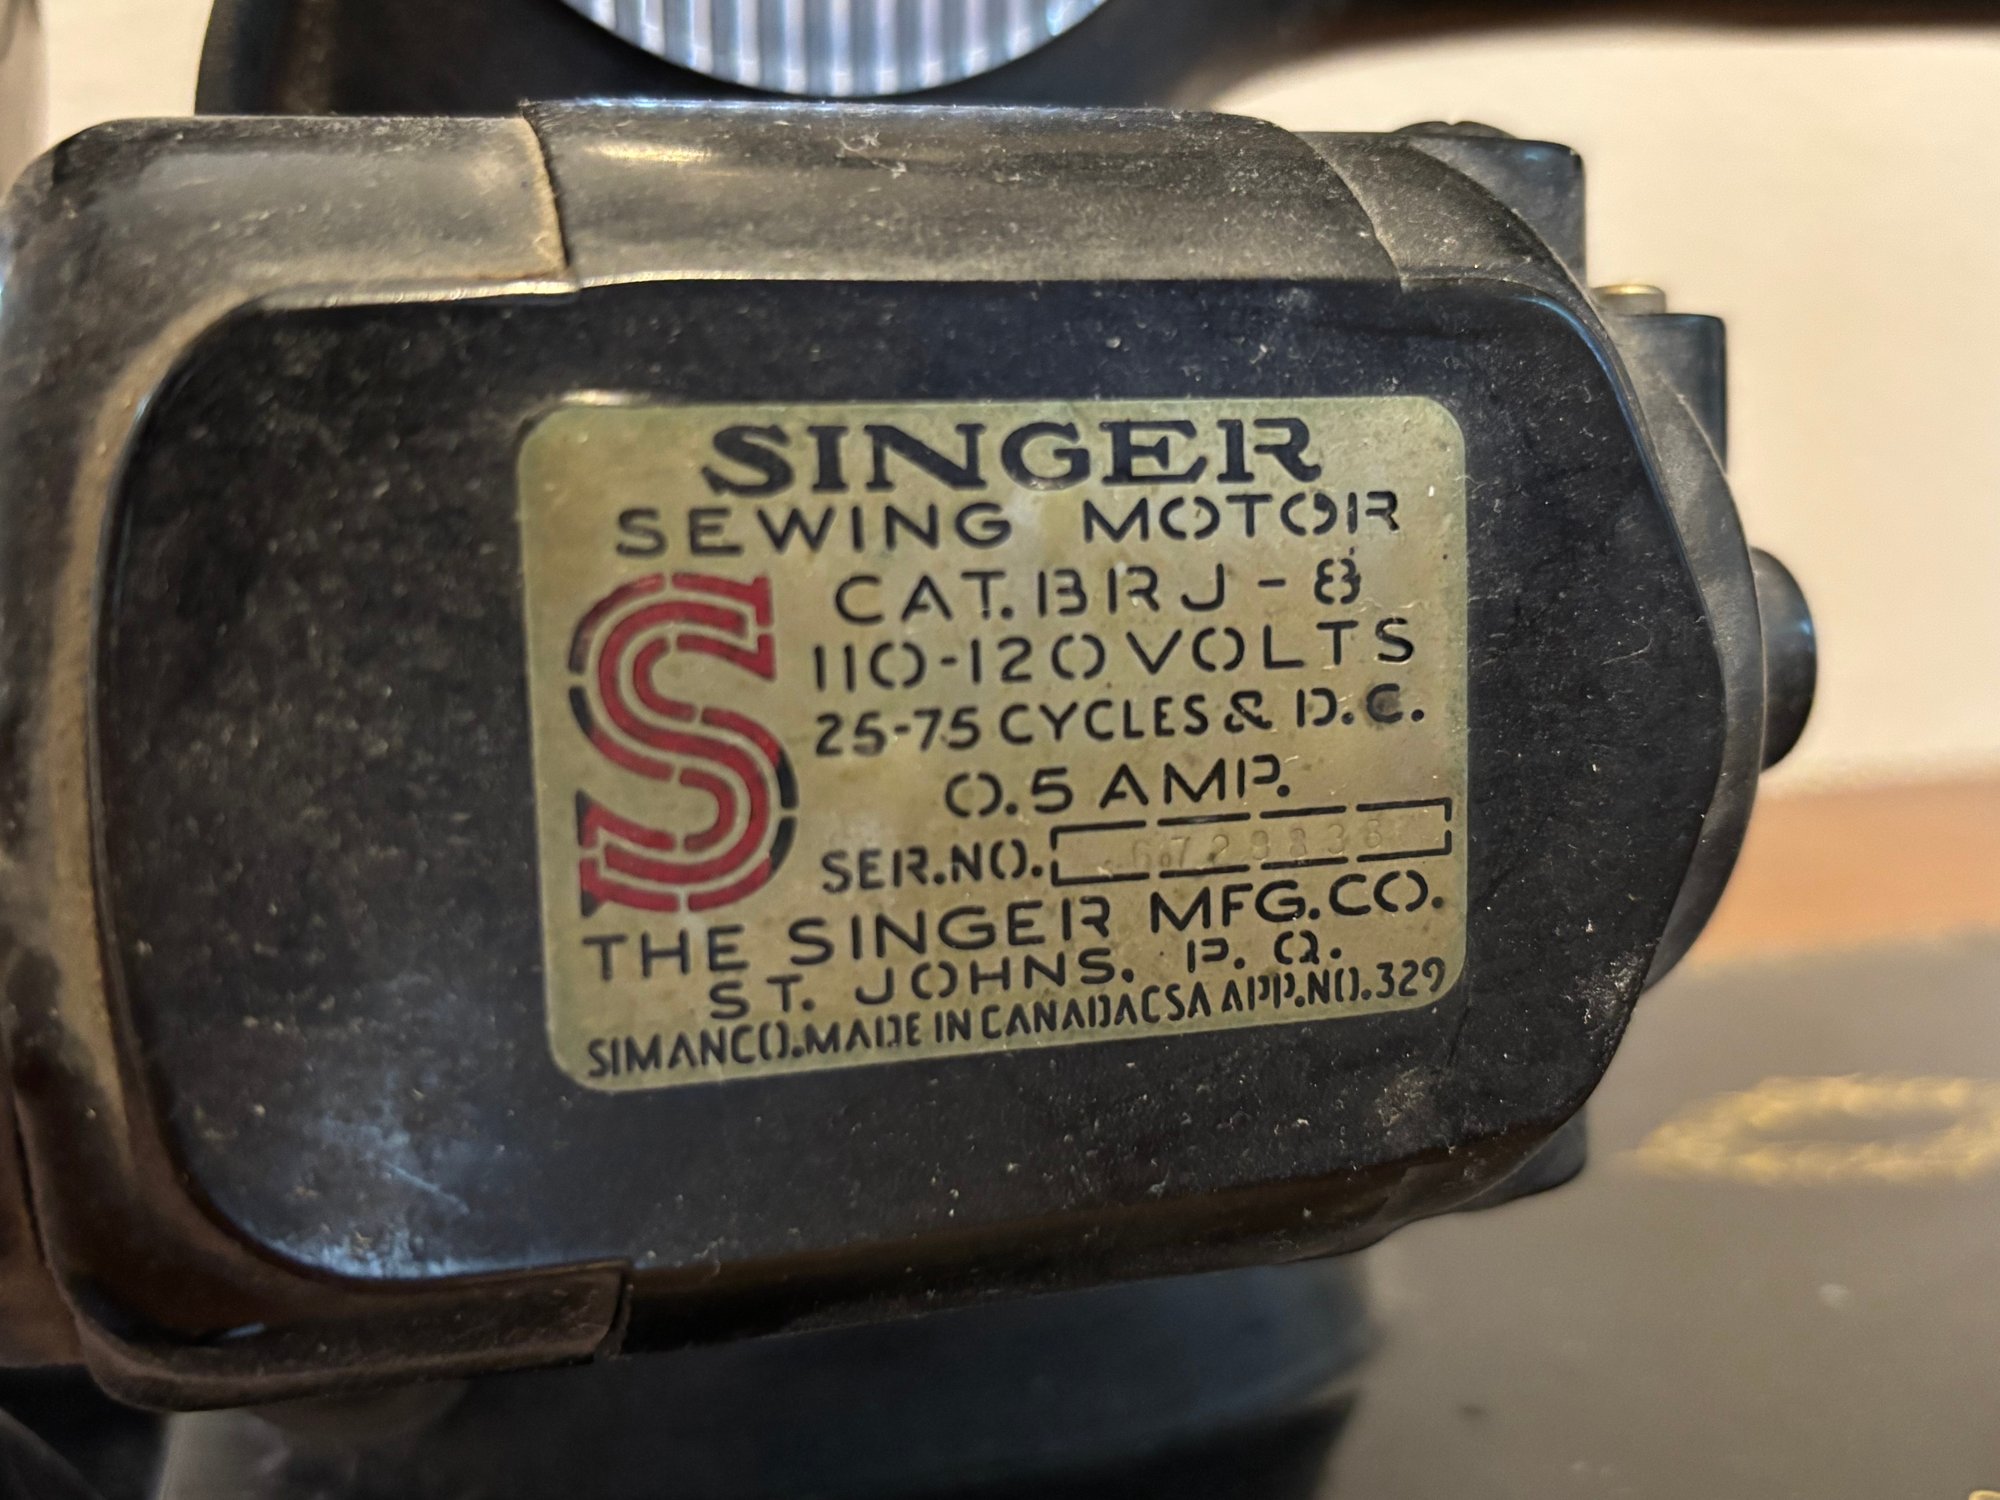 SINGER
SEWING MOTOR
CAT. BRJ-8
110-120 VOLTS
25-75 CYCLES & D.C.
0.5 AMP.
SER.NO.
THE SINGER MFG.CO.
ST. JOHNS. P. Q.
SIMANCO.MADE IN CANADA CSA APP.NO.329
S